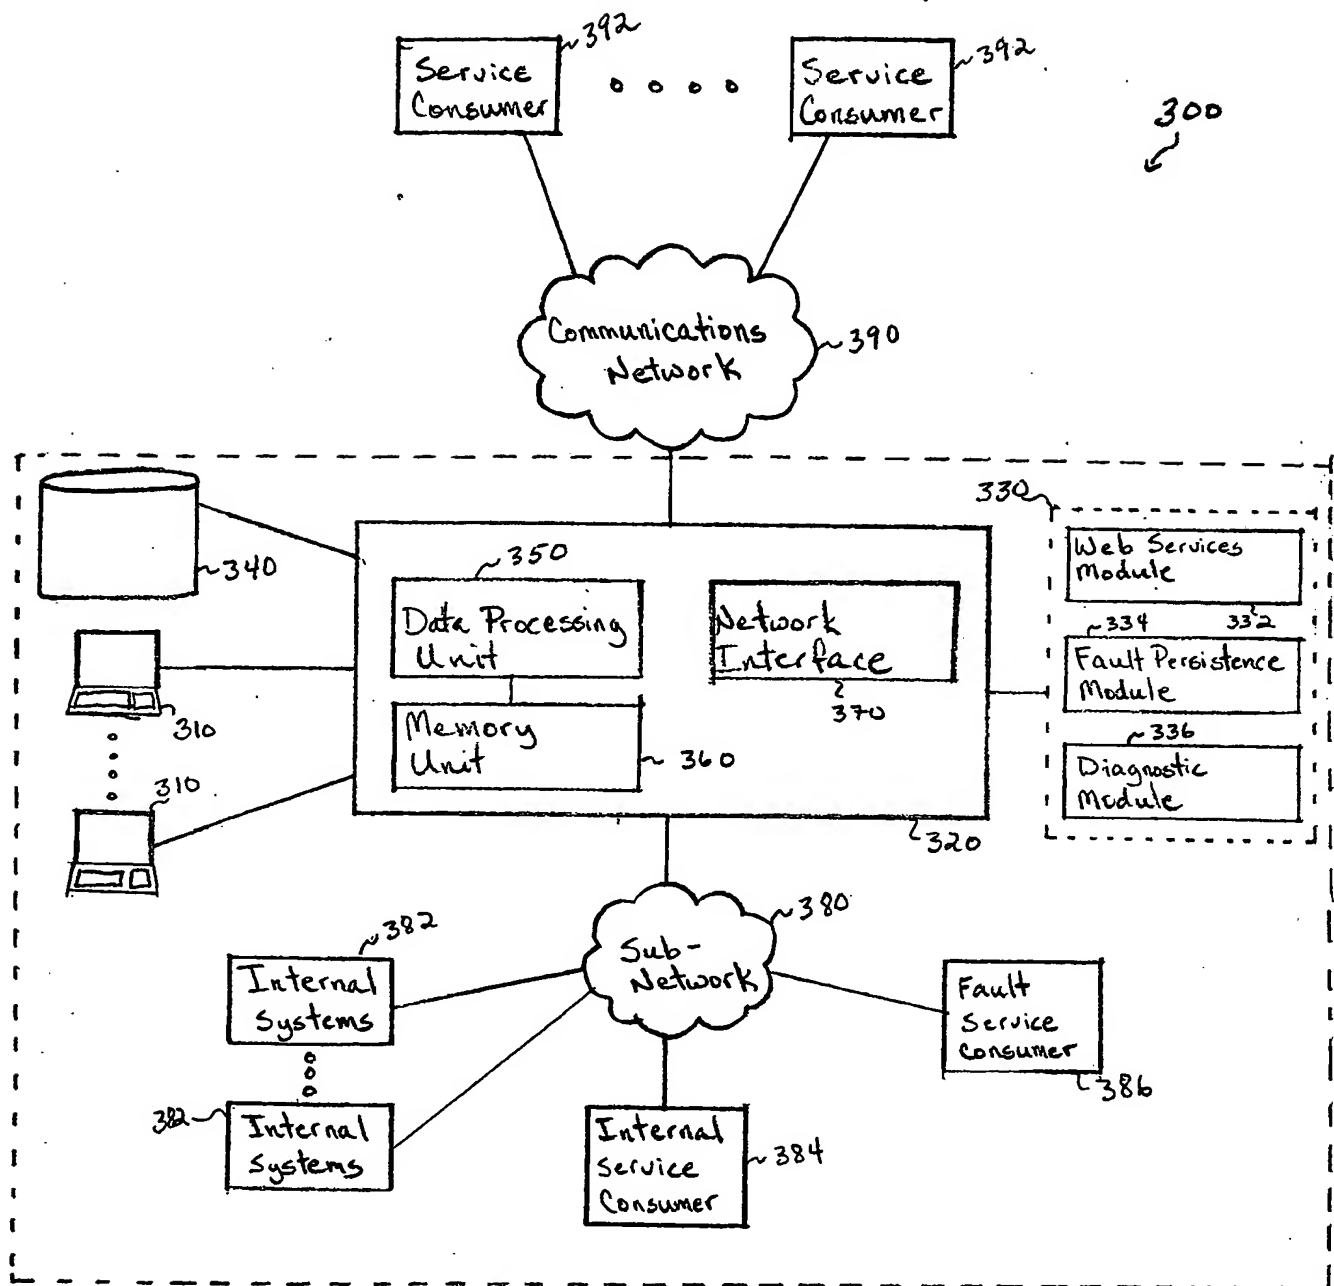 392
392
Service
Consumer
Service
Consumer
300
Communications
Network
390
330
340
350
Data Processing
Unit
Network
Interface
370
Memory
Unit
360
320
Web Services
Module
332
334
Fault Persistence
Module
336
Diagnostic
Module
310
310
380
Sub-
Network
382
Internal
Systems
382
Internal
Systems
Internal
Service
Consumer
384
Fault
Service
Consumer
386